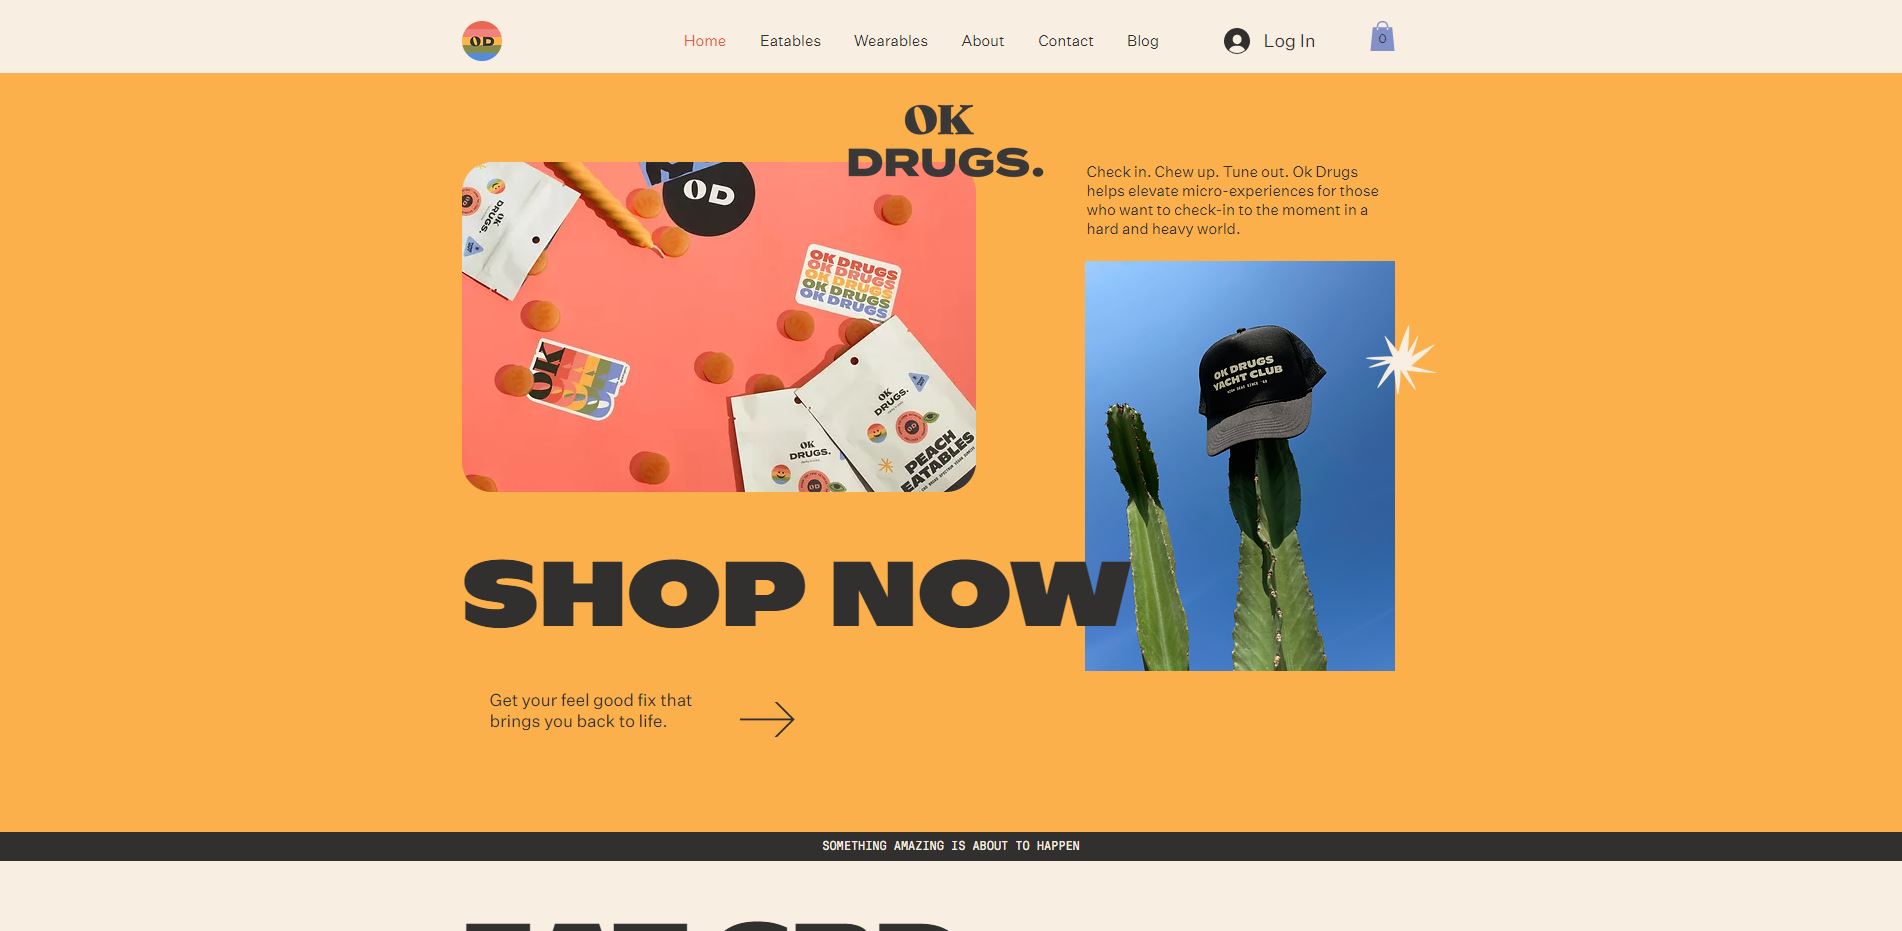 OD
Home
Eatables
Wearables
About
Contact
Blog
Log In
0
OK
DRUGS.
Check in. Chew up. Tune out. Ok Drugs
helps elevate micro-experiences for those
who want to check-in to the moment in a
hard and heavy world.
OD
OK
DRUGS.
OK DRUGS
OK DRUGS
OK DRUGS
OK DRUGS
OK DRUGS
OK
OK
DRUGS.
OK
DRUGS.
OD
OD
PEACH
EATABLES
OK DRUGS
YACHT CLUB
SHOP NOW
Get your feel good fix that
brings you back to life.
SOMETHING AMAZING IS ABOUT TO HAPPEN